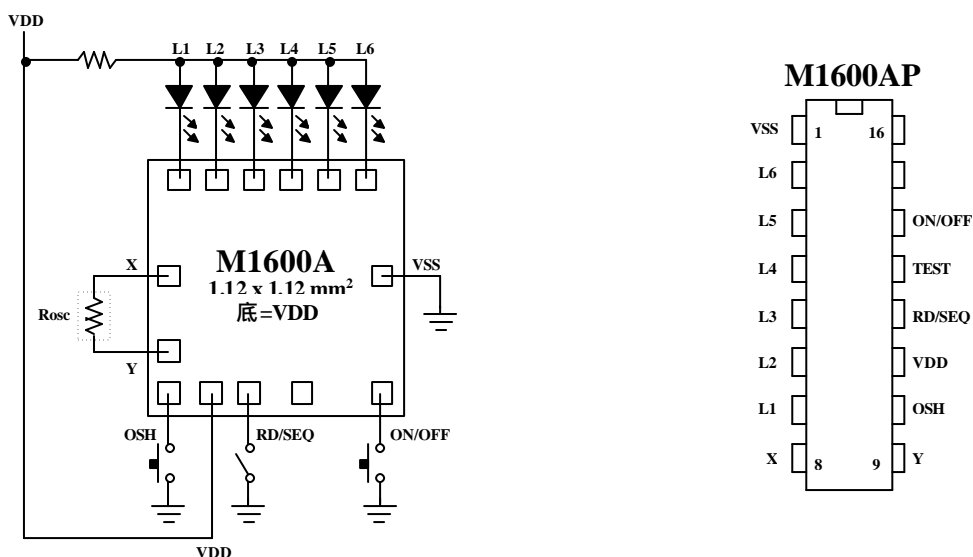 VDD
L1 L2 L3 L4 L5 L6
M1600A
1.12 x 1.12 mm²
底=VDD
X
Rosc
Y
VSS
OSH
RD/SEQ
ON/OFF
VDD
M1600AP
VSS 1 16
L6
L5 ON/OFF
L4 TEST
L3 RD/SEQ
L2 VDD
L1 OSH
X 8 9 Y